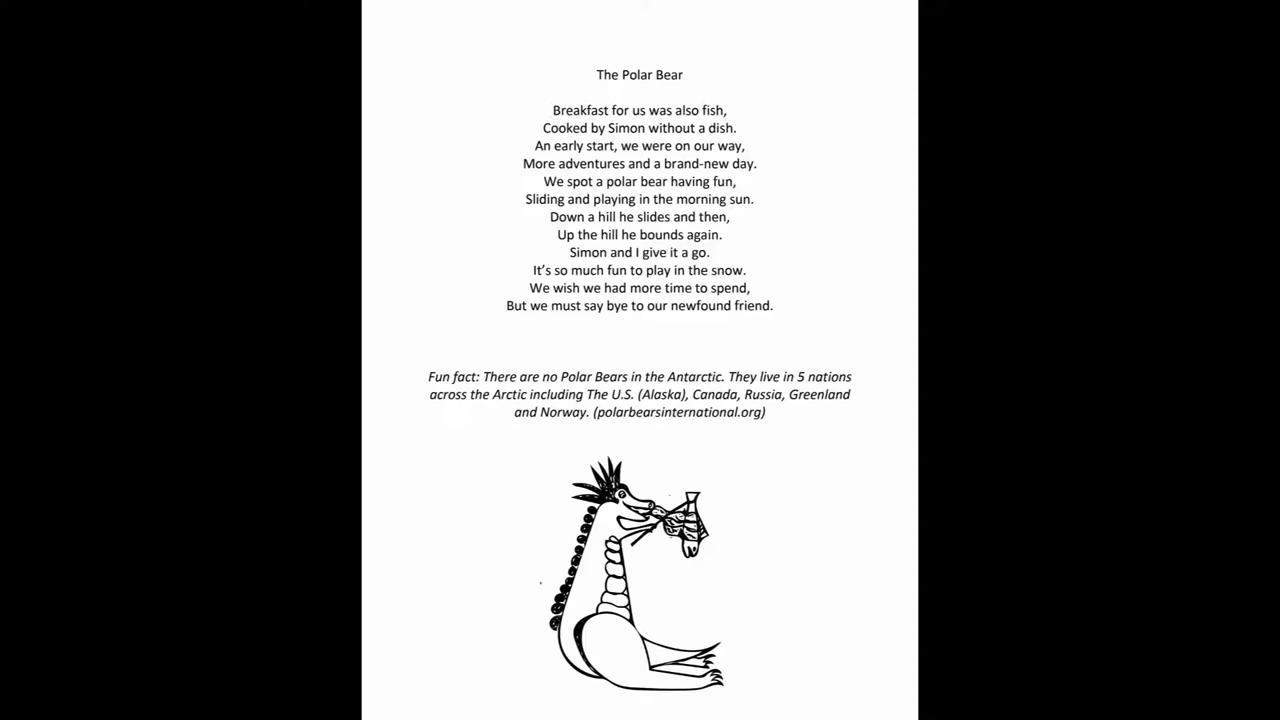 The Polar Bear
Breakfast for us was also fish,
Cooked by Simon without a dish.
An early start, we were on our way,
More adventures and a brand-new day.
We spot a polar bear having fun,
Sliding and playing in the morning sun.
Down a hill he slides and then,
Up the hill he bounds again.
Simon and I give it a go.
It’s so much fun to play in the snow.
We wish we had more time to spend,
But we must say bye to our newfound friend.
Fun fact: There are no Polar Bears in the Antarctic. They live in 5 nations
across the Arctic including The U.S. (Alaska), Canada, Russia, Greenland
and Norway. (polarbearsinternational.org)